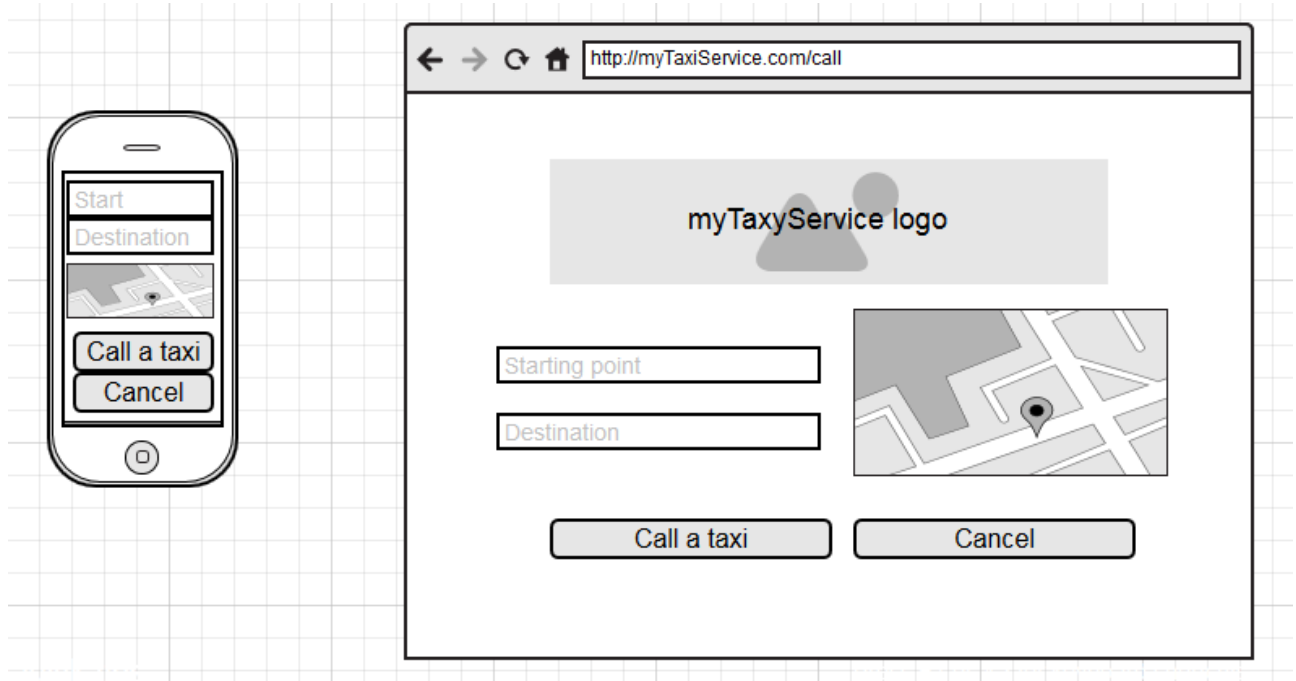 Start
Destination
Call a taxi
Cancel
http://myTaxiService.com/call
myTaxyService logo
Starting point
Destination
Call a taxi
Cancel